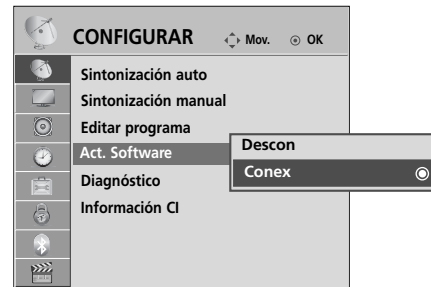 CONFIGURAR Mov. OK
Sintonización auto
Sintonización manual
Editar programa
Act. Software
Descon
Conex
Diagnóstico
Información CI